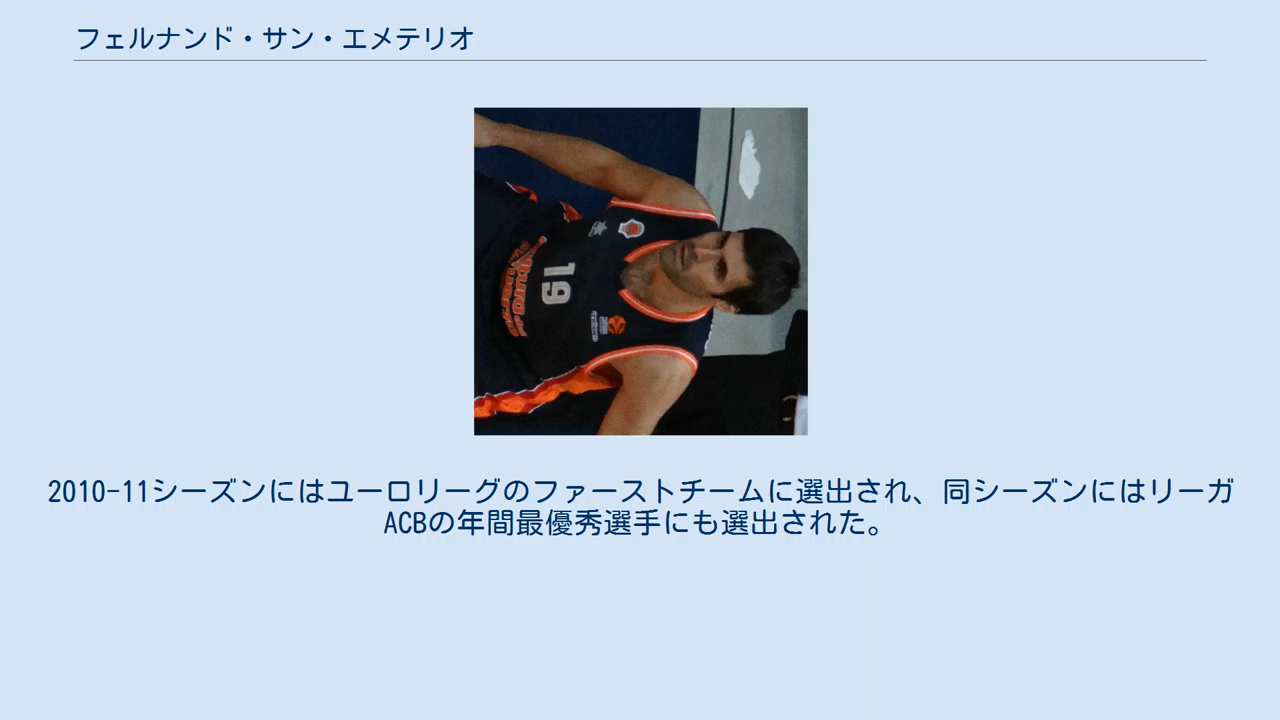 フェルナンド・サン・エメテリオ
19
2010-11シーズンにはユーロリーグのファーストチームに選出され、同シーズンにはリーガ
ACBの年間最優秀選手にも選出された。